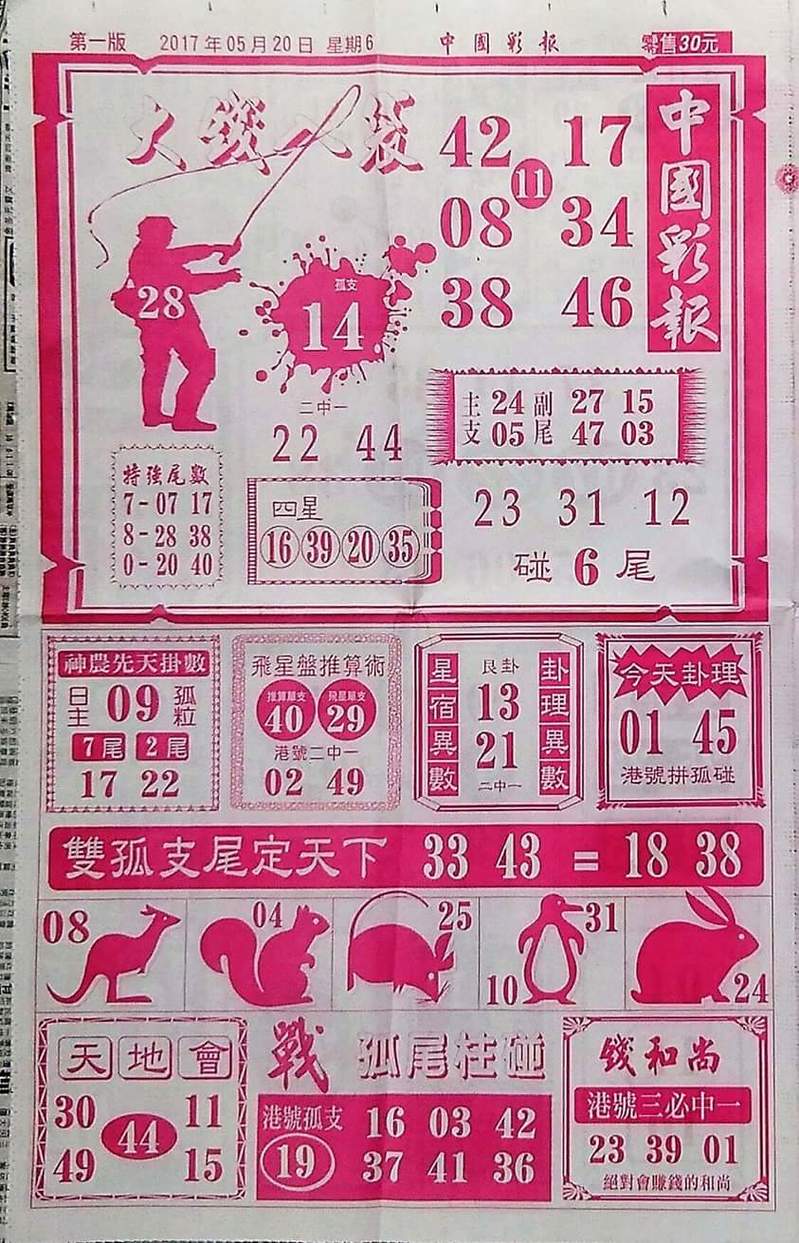 第一版 2017年05月20日 星期6 中國彩報 零售30元
中國彩報
42 17
11
08 34
38 46
28
孤支
14
二中一
22 44
主支 24 05 副尾 27 15 47 03
特強尾數
7-07 17
8-28 38
0-20 40
四星
16 39 20 35
23 31 12
碰 6 尾
神農先天掛數
日主 09 孤粒
7尾 2尾
17 22
飛星盤推算術
推算單支 飛星單支
40 29
港號二中一
02 49
星宿異數
艮卦
13
21
二中一
卦理異數
今天卦理
01 45
港號拼孤碰
雙孤支尾定天下 33 43 = 18 38
08 04 25 31
10 24
天地會
30 11
44
49 15
戰 孤尾柱碰
港號孤支 16 03 42
19 37 41 36
錢和尚
港號三必中一
23 39 01
絕對會賺錢的和尚